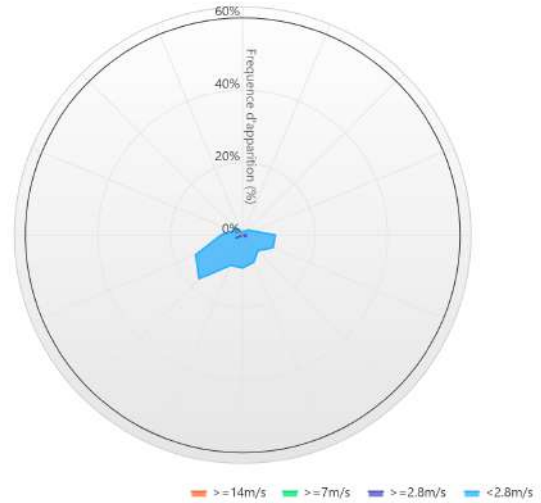 60%
Frequence d'apparition (%)
40%
20%
0%
>=14m/s >=7m/s >=2.8m/s <2.8m/s